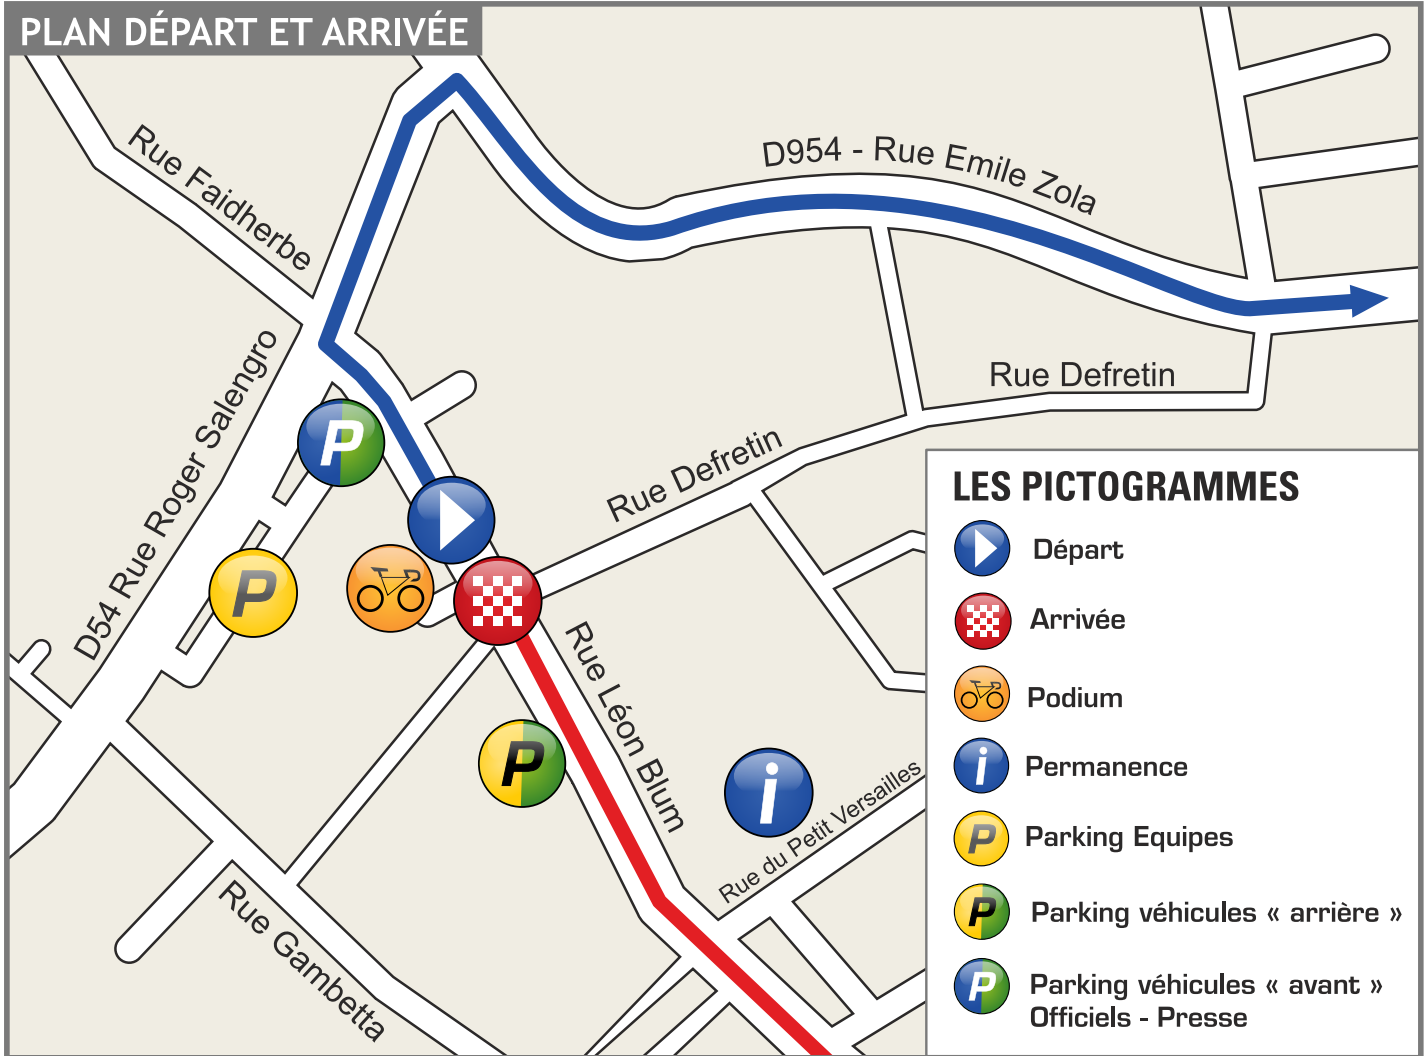 PLAN DÉPART ET ARRIVÉE
Rue Faidherbe
D954 - Rue Emile Zola
D54 Rue Roger Salengro
Rue Defretin
Rue Defretin
Rue Léon Blum
Rue du Petit Versailles
Rue Gambetta
P
P
P
i
LES PICTOGRAMMES
Départ
Arrivée
Podium
i Permanence
P Parking Equipes
P Parking véhicules « arrière »
P Parking véhicules « avant »
Officiels - Presse